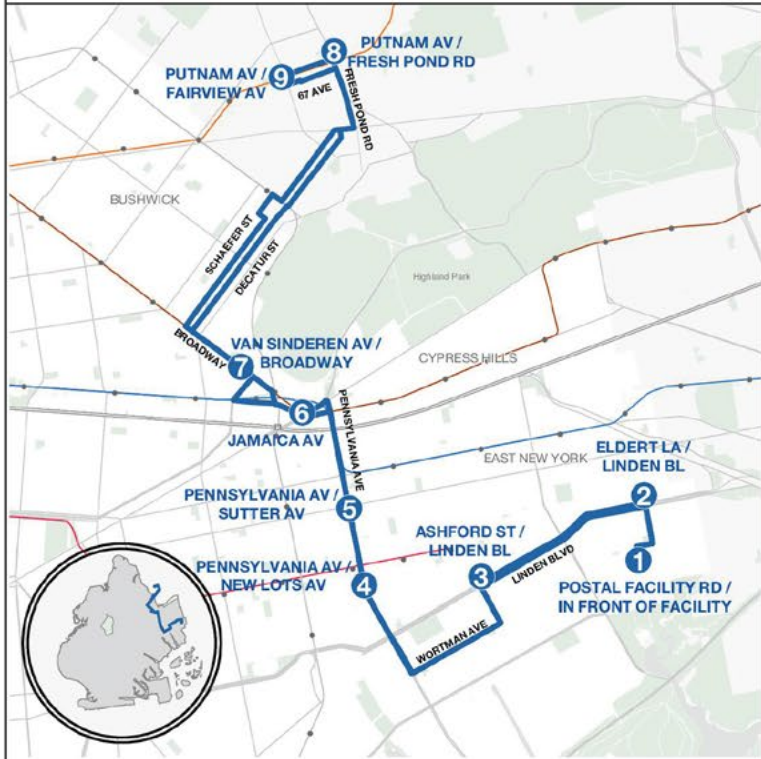 8
PUTNAM AV /
FRESH POND RD
PUTNAM AV /
FAIRVIEW AV
9
67 AVE
FRESH POND RD
BUSHWICK
SCHAEFER ST
DECATUR ST
Highland Park
BROADWAY
VAN SINDEREN AV /
BROADWAY
7
CYPRESS HILLS
6
JAMAICA AV
PENNSYLVANIA AVE
EAST NEW YORK
ELDERT LA /
LINDEN BL
2
PENNSYLVANIA AV /
SUTTER AV
5
ASHFORD ST /
LINDEN BL
3
LINDEN BLVD
1
POSTAL FACILITY RD /
IN FRONT OF FACILITY
PENNSYLVANIA AV /
NEW LOTS AV
4
WORTMAN AVE